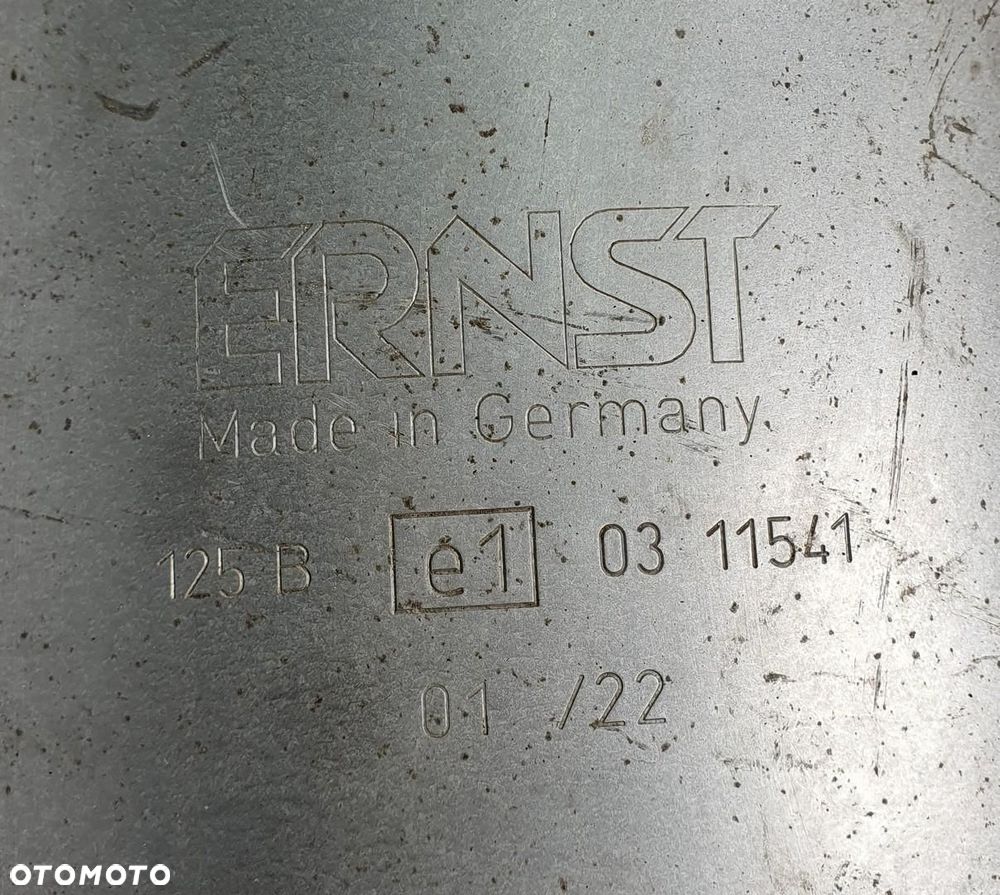 ERNST
Made in Germany
125 B e1 03 11541
01 /22
OTOMOTO